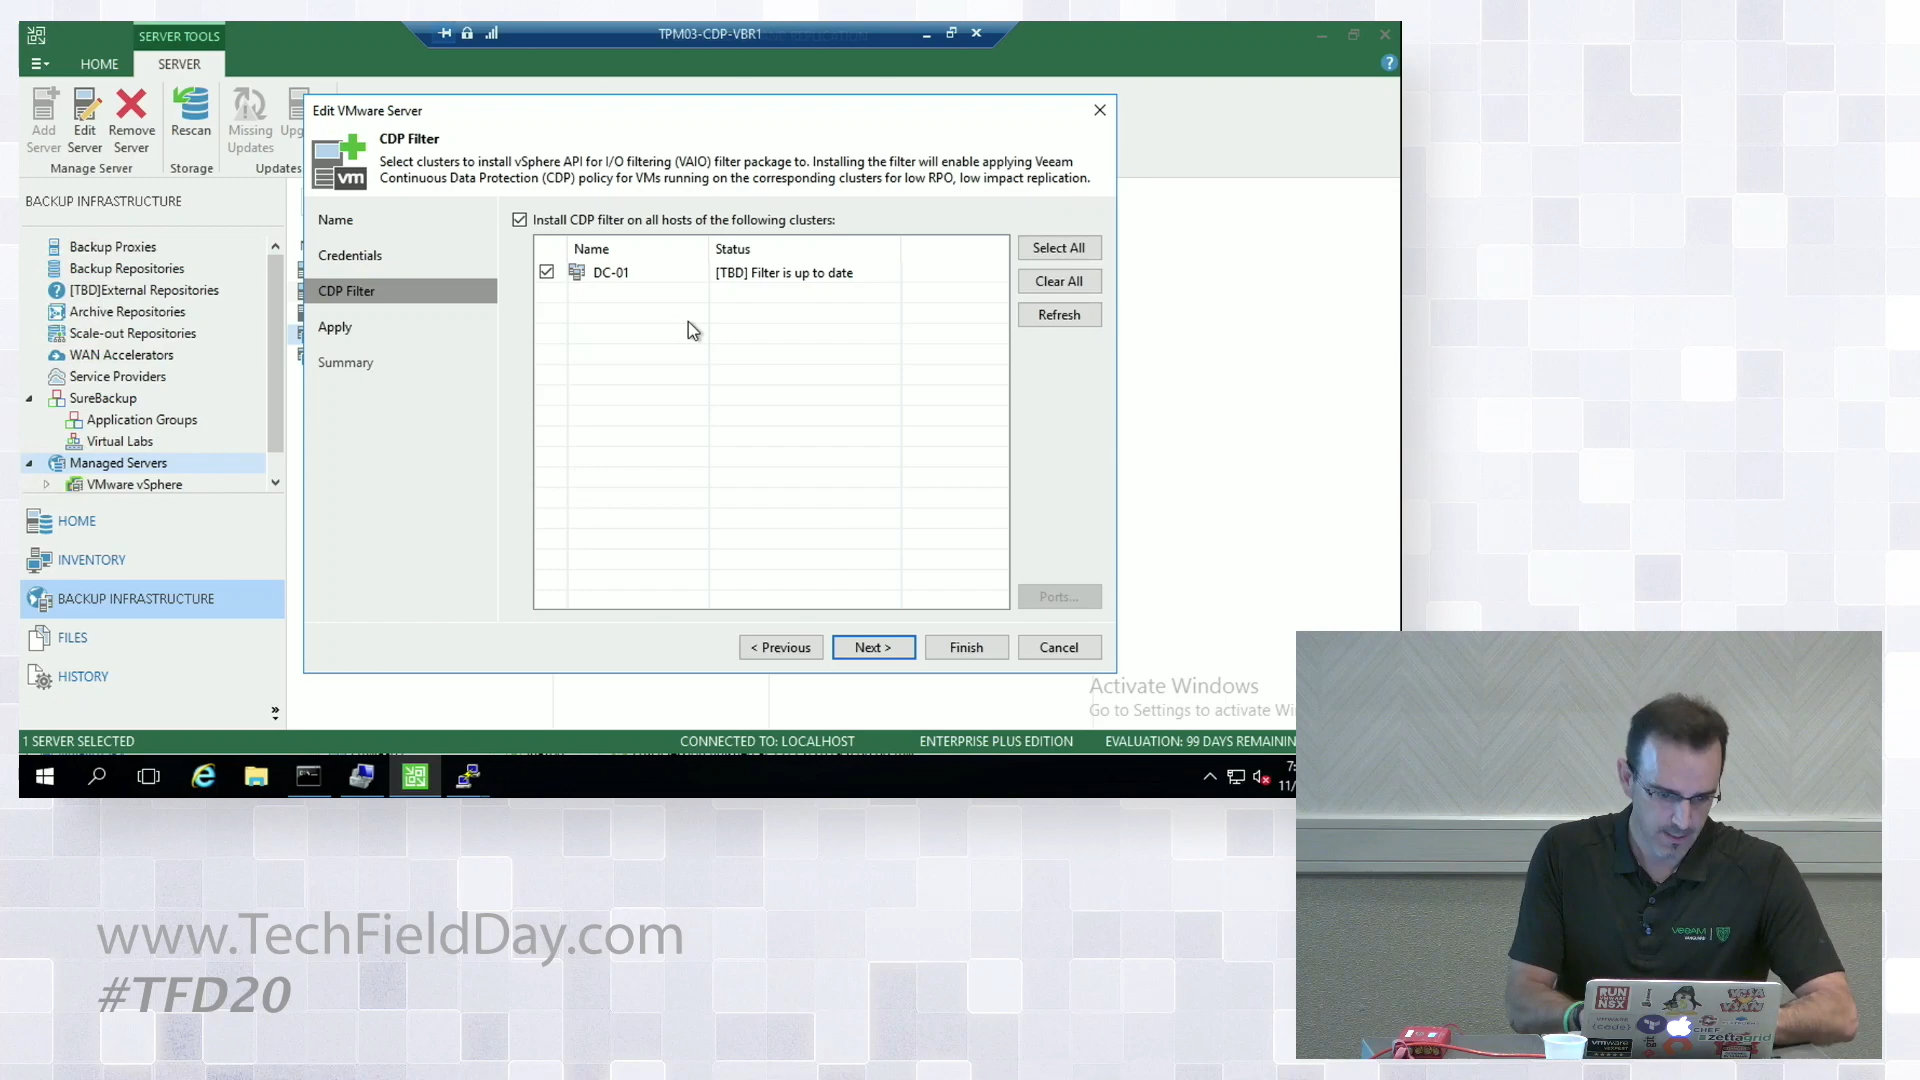 SERVER TOOLS
TPM03-CDP-VBR1
HOME
SERVER
Add Server
Edit Server
Remove Server
Rescan
Missing Updates
Manage Server
Storage
Updates
BACKUP INFRASTRUCTURE
Backup Proxies
Backup Repositories
[TBD]External Repositories
Archive Repositories
Scale-out Repositories
WAN Accelerators
Service Providers
SureBackup
Application Groups
Virtual Labs
Managed Servers
VMware vSphere
HOME
INVENTORY
BACKUP INFRASTRUCTURE
FILES
HISTORY
Edit VMware Server
CDP Filter
Select clusters to install vSphere API for I/O filtering (VAIO) filter package to. Installing the filter will enable applying Veeam
Continuous Data Protection (CDP) policy for VMs running on the corresponding clusters for low RPO, low impact replication.
vm
Name
Credentials
CDP Filter
Apply
Summary
Install CDP filter on all hosts of the following clusters:
Name Status
DC-01 [TBD] Filter is up to date
Select All
Clear All
Refresh
Ports...
< Previous
Next >
Finish
Cancel
Activate Windows
Go to Settings to activate Wi
1 SERVER SELECTED
CONNECTED TO: LOCALHOST
ENTERPRISE PLUS EDITION
EVALUATION: 99 DAYS REMAININ
www.TechFieldDay.com
#TFD20
VEEAM
RUN
VMWARE
NSX
CHEF
zettagrid
vmware